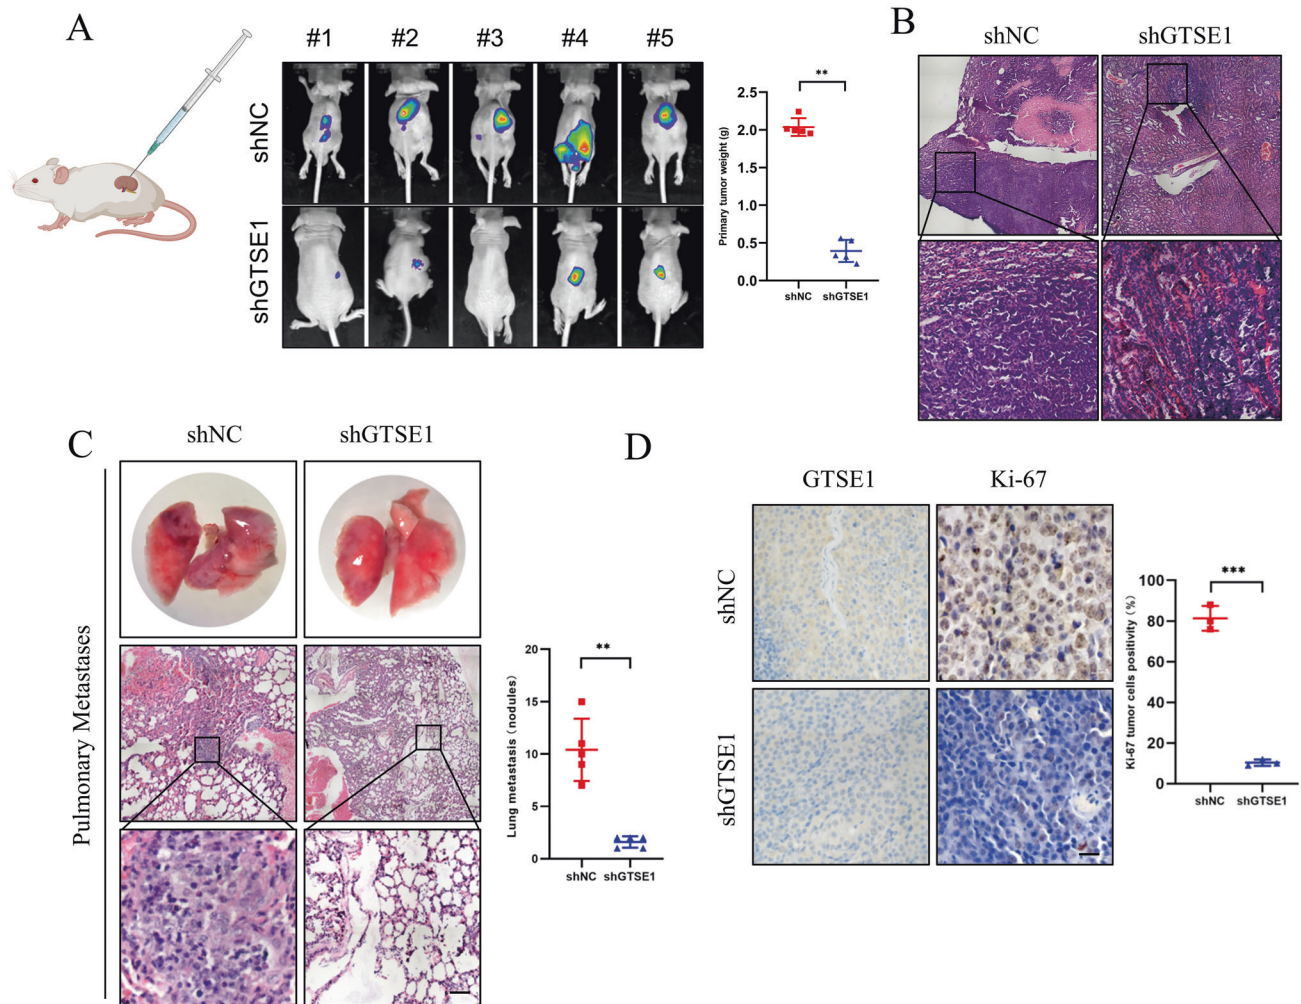 A
#1 #2 #3 #4 #5
shNC
shGTSE1
Primary tumor weight (g)
2.5
2.0
1.5
1.0
0.5
0.0
**
shNC shGTSE1
B
shNC shGTSE1
C
shNC shGTSE1
Pulmonary Metastases
Lung metastasis (nodules)
20
15
10
5
0
**
shNC shGTSE1
D
GTSE1 Ki-67
shNC
shGTSE1
Ki-67 tumor cells positivity (%)
100
80
60
40
20
0
***
shNC shGTSE1